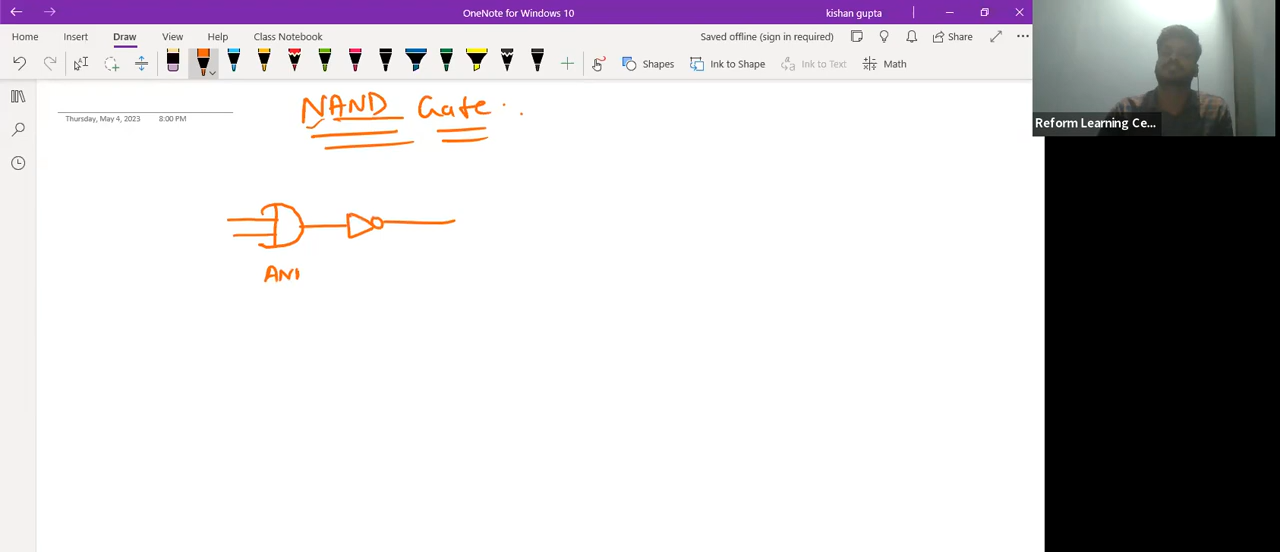 OneNote for Windows 10
kishan gupta
Home Insert Draw View Help Class Notebook
Saved offline (sign in required)
Share
Shapes
Ink to Shape
Ink to Text
Math
NAND Gate
Thursday, May 4, 2023 8:00 PM
Reform Learning Ce...
AN